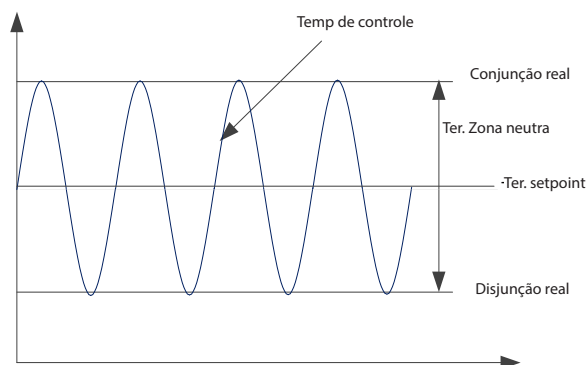 Temp de controle
Conjunção real
Ter. Zona neutra
-Ter. setpoint
Disjunção real